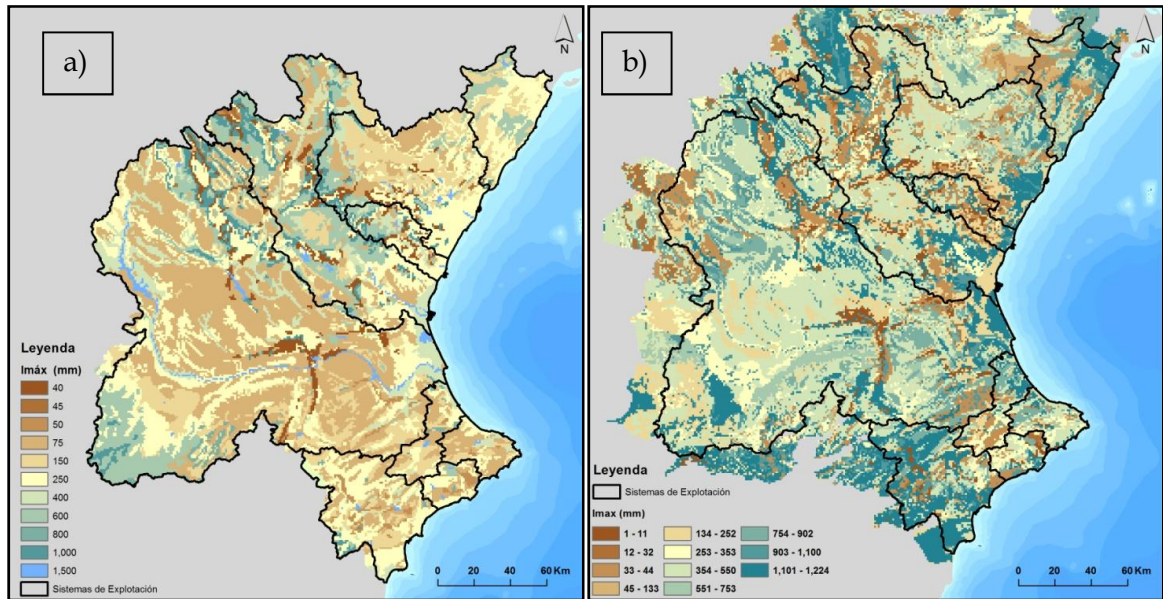 a)
N
Leyenda
Imáx (mm)
40
45
50
75
150
250
400
600
800
1,000
1,500
Sistemas de Explotación
0 20 40 60 Km
b)
N
Leyenda
Sistemas de Explotación
Imax (mm)
1 - 11
12 - 32
33 - 44
45 - 133
134 - 252
253 - 353
354 - 550
551 - 753
754 - 902
903 - 1,100
1,101 - 1,224
0 20 40 60 Km